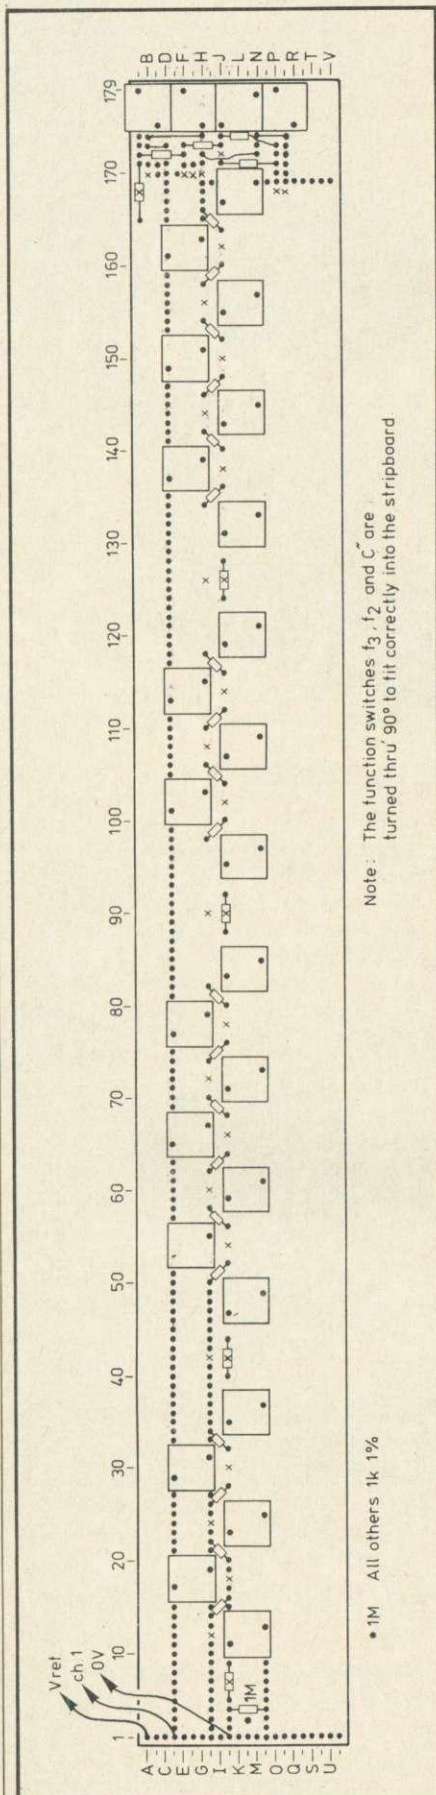 V ref
ch 1
0V
1 10 20 30 40 50 60 70 80 90 100 110 120 130 140 150 160 170 179
A
C
E
G
I
K
M
O
Q
S
U
B
D
F
H
J
L
N
P
R
T
V
1M
• 1M All others 1k 1%
Note: The function switches f3, f2 and C" are
turned thru' 90° to fit correctly into the stripboard